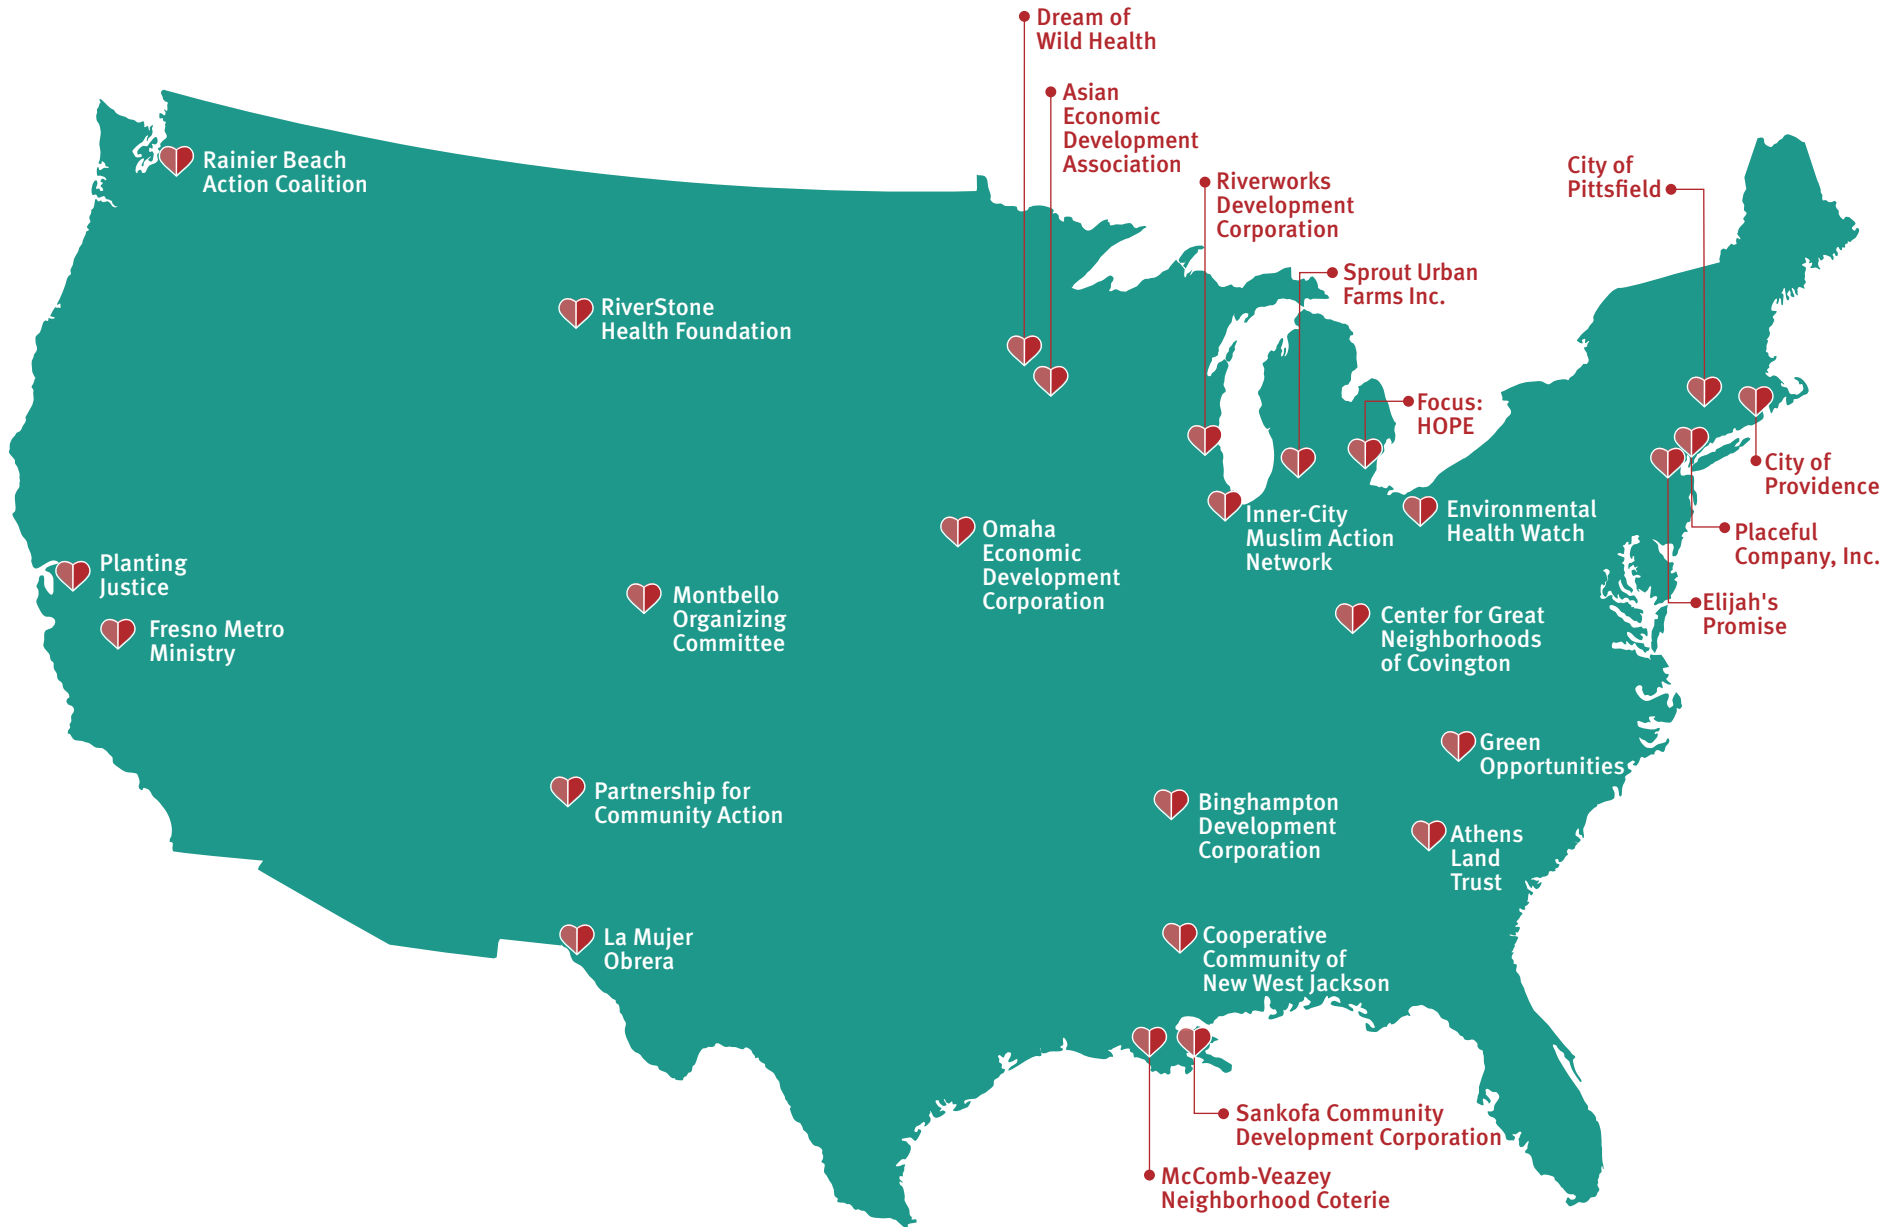 Dream of
Wild Health
Asian
Economic
Development
Association
Riverworks
Development
Corporation
City of
Pittsfield
Rainier Beach
Action Coalition
Sprout Urban
Farms Inc.
RiverStone
Health Foundation
Focus:
HOPE
City of
Providence
Placeful
Company, Inc.
Elijah's
Promise
Environmental
Health Watch
Inner-City
Muslim Action
Network
Omaha
Economic
Development
Corporation
Planting
Justice
Fresno Metro
Ministry
Montbello
Organizing
Committee
Center for Great
Neighborhoods
of Covington
Green
Opportunities
Partnership for
Community Action
Binghampton
Development
Corporation
Athens
Land
Trust
La Mujer
Obrera
Cooperative
Community of
New West Jackson
Sankofa Community
Development Corporation
McComb-Veazey
Neighborhood Coterie